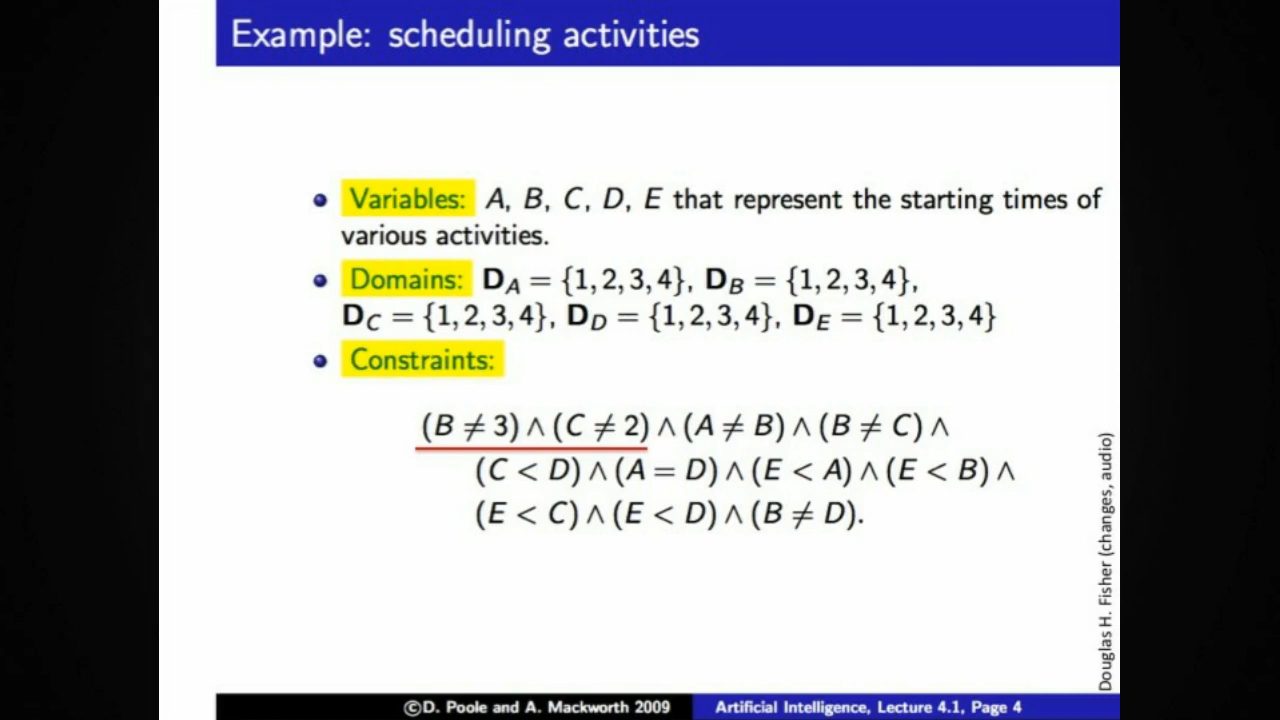 Example: scheduling activities
Variables: A, B, C, D, E that represent the starting times of
various activities.
Domains: D_A = {1, 2, 3, 4}, D_B = {1, 2, 3, 4},
D_C = {1, 2, 3, 4}, D_D = {1, 2, 3, 4}, D_E = {1, 2, 3, 4}
Constraints:
(B ≠ 3) ∧ (C ≠ 2) ∧ (A ≠ B) ∧ (B ≠ C) ∧
(C < D) ∧ (A = D) ∧ (E < A) ∧ (E < B) ∧
(E < C) ∧ (E < D) ∧ (B ≠ D).
Douglas H. Fisher (changes, audio)
©D. Poole and A. Mackworth 2009
Artificial Intelligence, Lecture 4.1, Page 4